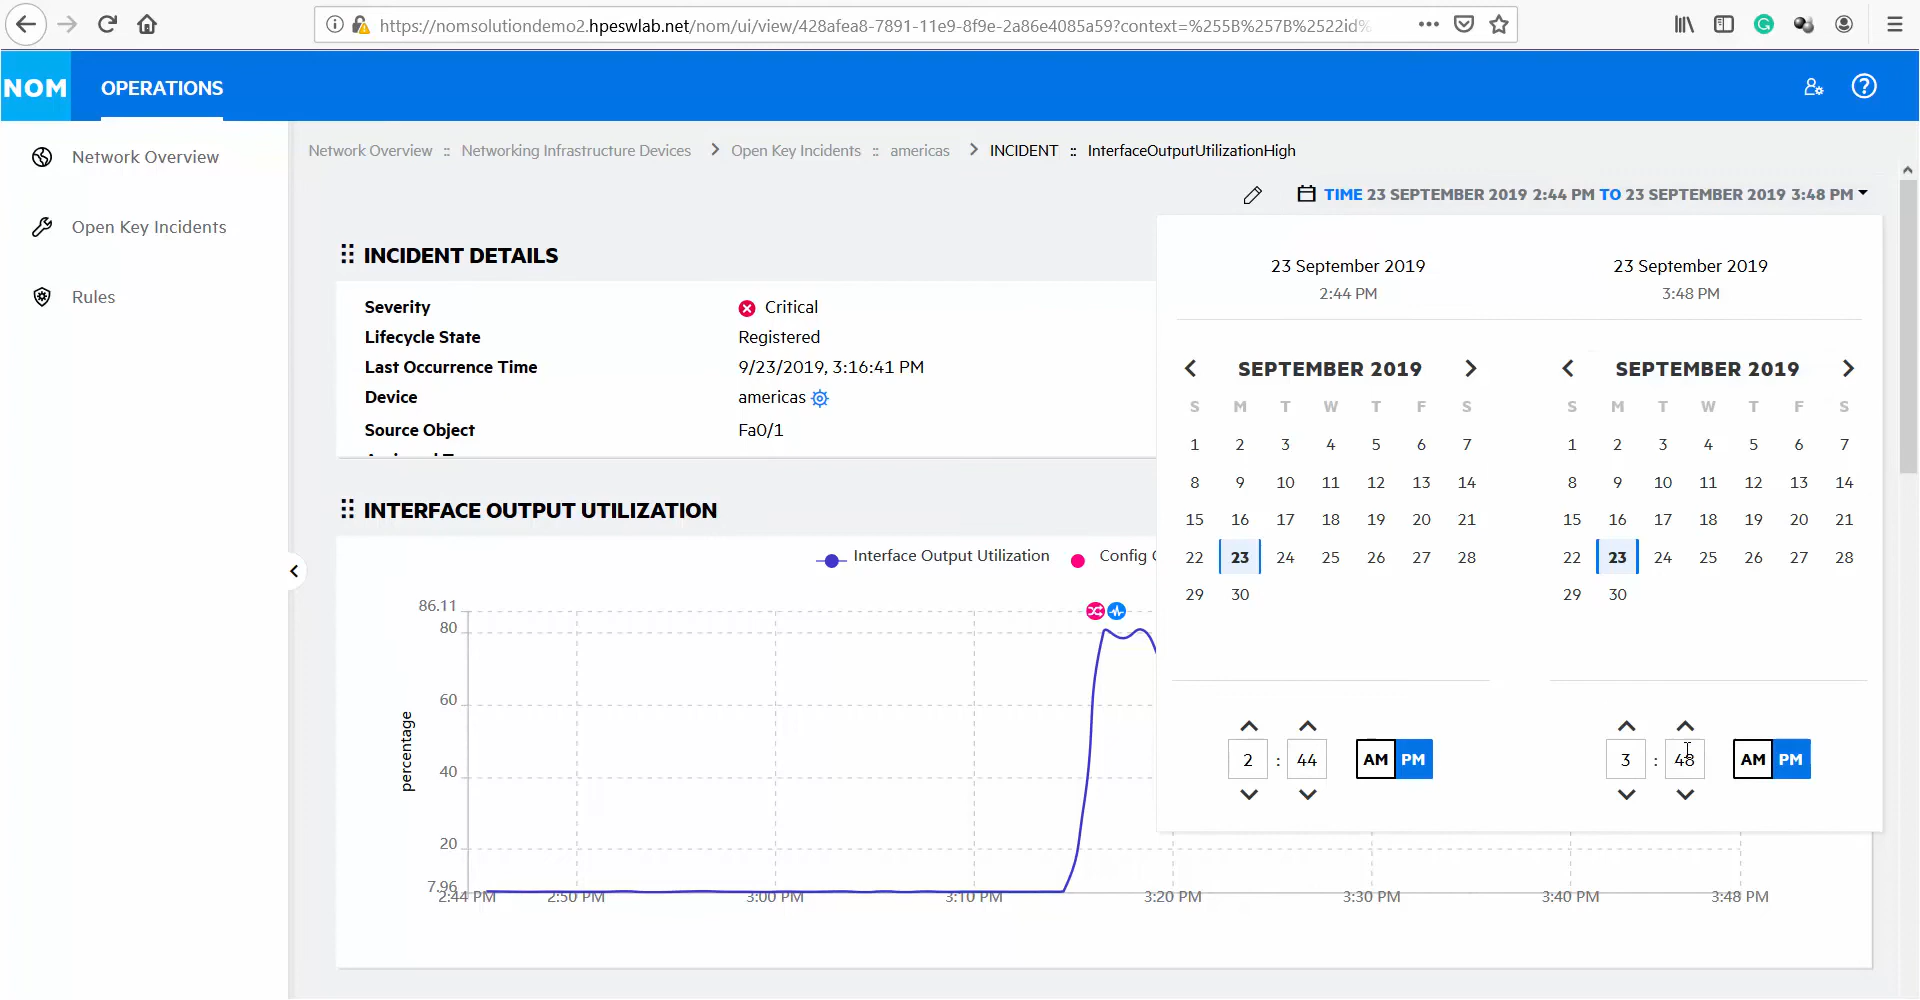 https://nomsolutiondemo2.hpeswlab.net/nom/ui/view/428afea8-7891-11e9-8f9e-2a86e4085a59?context=%255B%257B%2522id%
NOM OPERATIONS
Network Overview
Open Key Incidents
Rules
Network Overview :: Networking Infrastructure Devices > Open Key Incidents :: americas > INCIDENT :: InterfaceOutputUtilizationHigh
TIME 23 SEPTEMBER 2019 2:44 PM TO 23 SEPTEMBER 2019 3:48 PM
INCIDENT DETAILS
Severity Critical
Lifecycle State Registered
Last Occurrence Time 9/23/2019, 3:16:41 PM
Device americas
Source Object Fa0/1
INTERFACE OUTPUT UTILIZATION
Interface Output Utilization Config
86.11
80
60
40
20
7.96
percentage
2:44 PM 2:50 PM 3:00 PM 3:10 PM 3:20 PM 3:30 PM 3:40 PM 3:48 PM
23 September 2019
2:44 PM
SEPTEMBER 2019
S M T W T F S
1 2 3 4 5 6 7
8 9 10 11 12 13 14
15 16 17 18 19 20 21
22 23 24 25 26 27 28
29 30
2 : 44 AM PM
23 September 2019
3:48 PM
SEPTEMBER 2019
S M T W T F S
1 2 3 4 5 6 7
8 9 10 11 12 13 14
15 16 17 18 19 20 21
22 23 24 25 26 27 28
29 30
3 : 48 AM PM